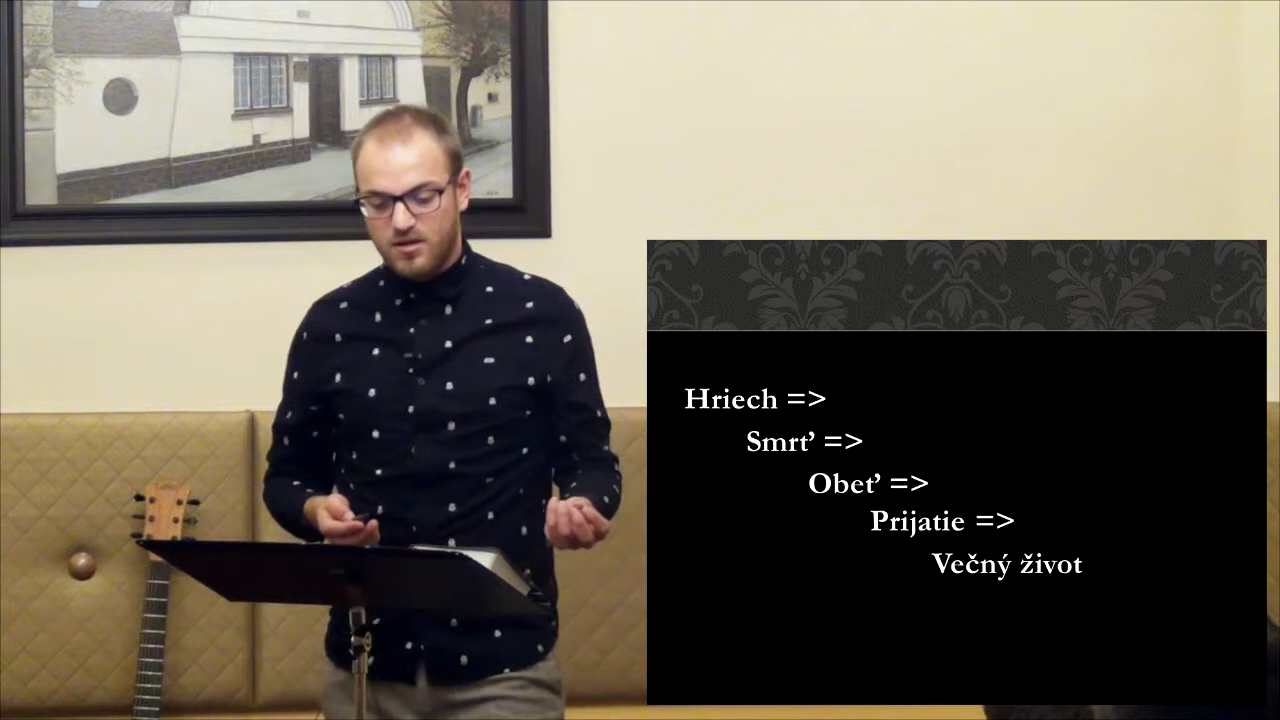 Hriech =>
Smrť =>
Obeť =>
Prijatie =>
Večný život